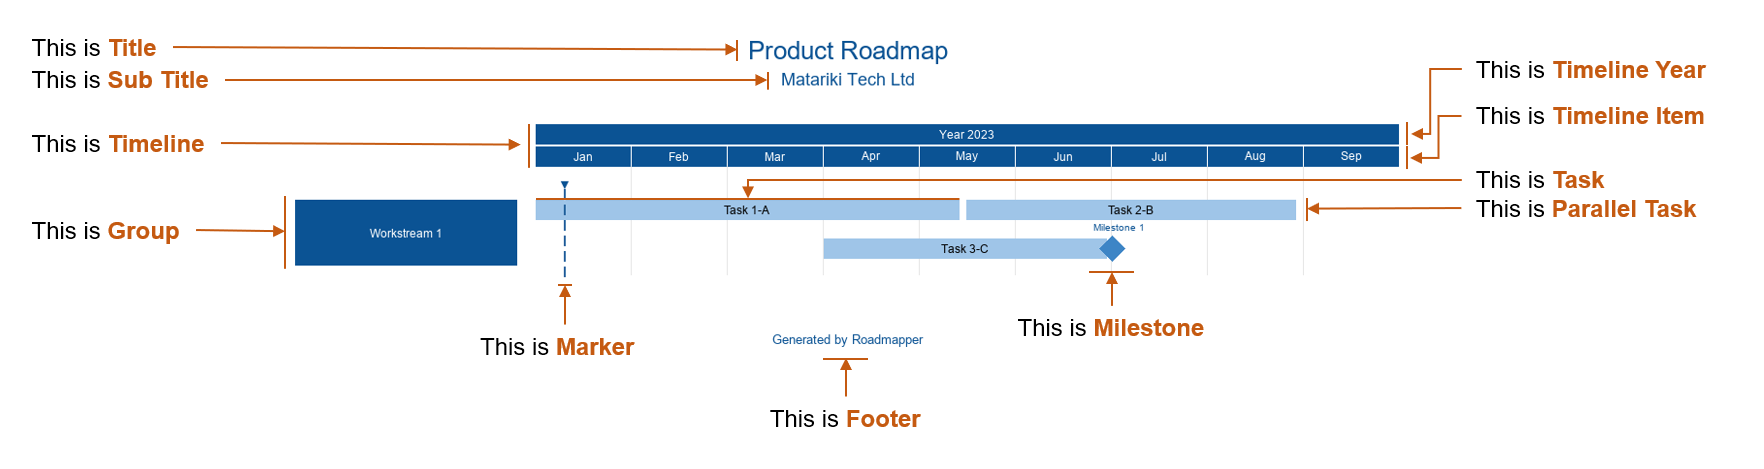 This is Title
Product Roadmap
This is Sub Title
Matariki Tech Ltd
This is Timeline Year
This is Timeline Item
This is Timeline
Year 2023
Jan Feb Mar Apr May Jun Jul Aug Sep
This is Task
This is Parallel Task
Task 1-A Task 2-B
This is Group
Workstream 1
Milestone 1
Task 3-C
This is Milestone
This is Marker
Generated by Roadmapper
This is Footer